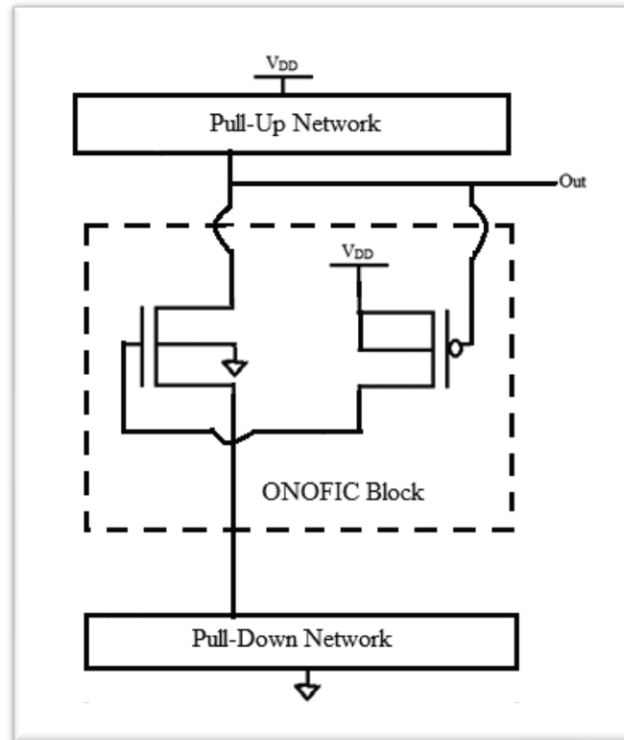 VDD
Pull-Up Network
Out
VDD
ONOFIC Block
Pull-Down Network